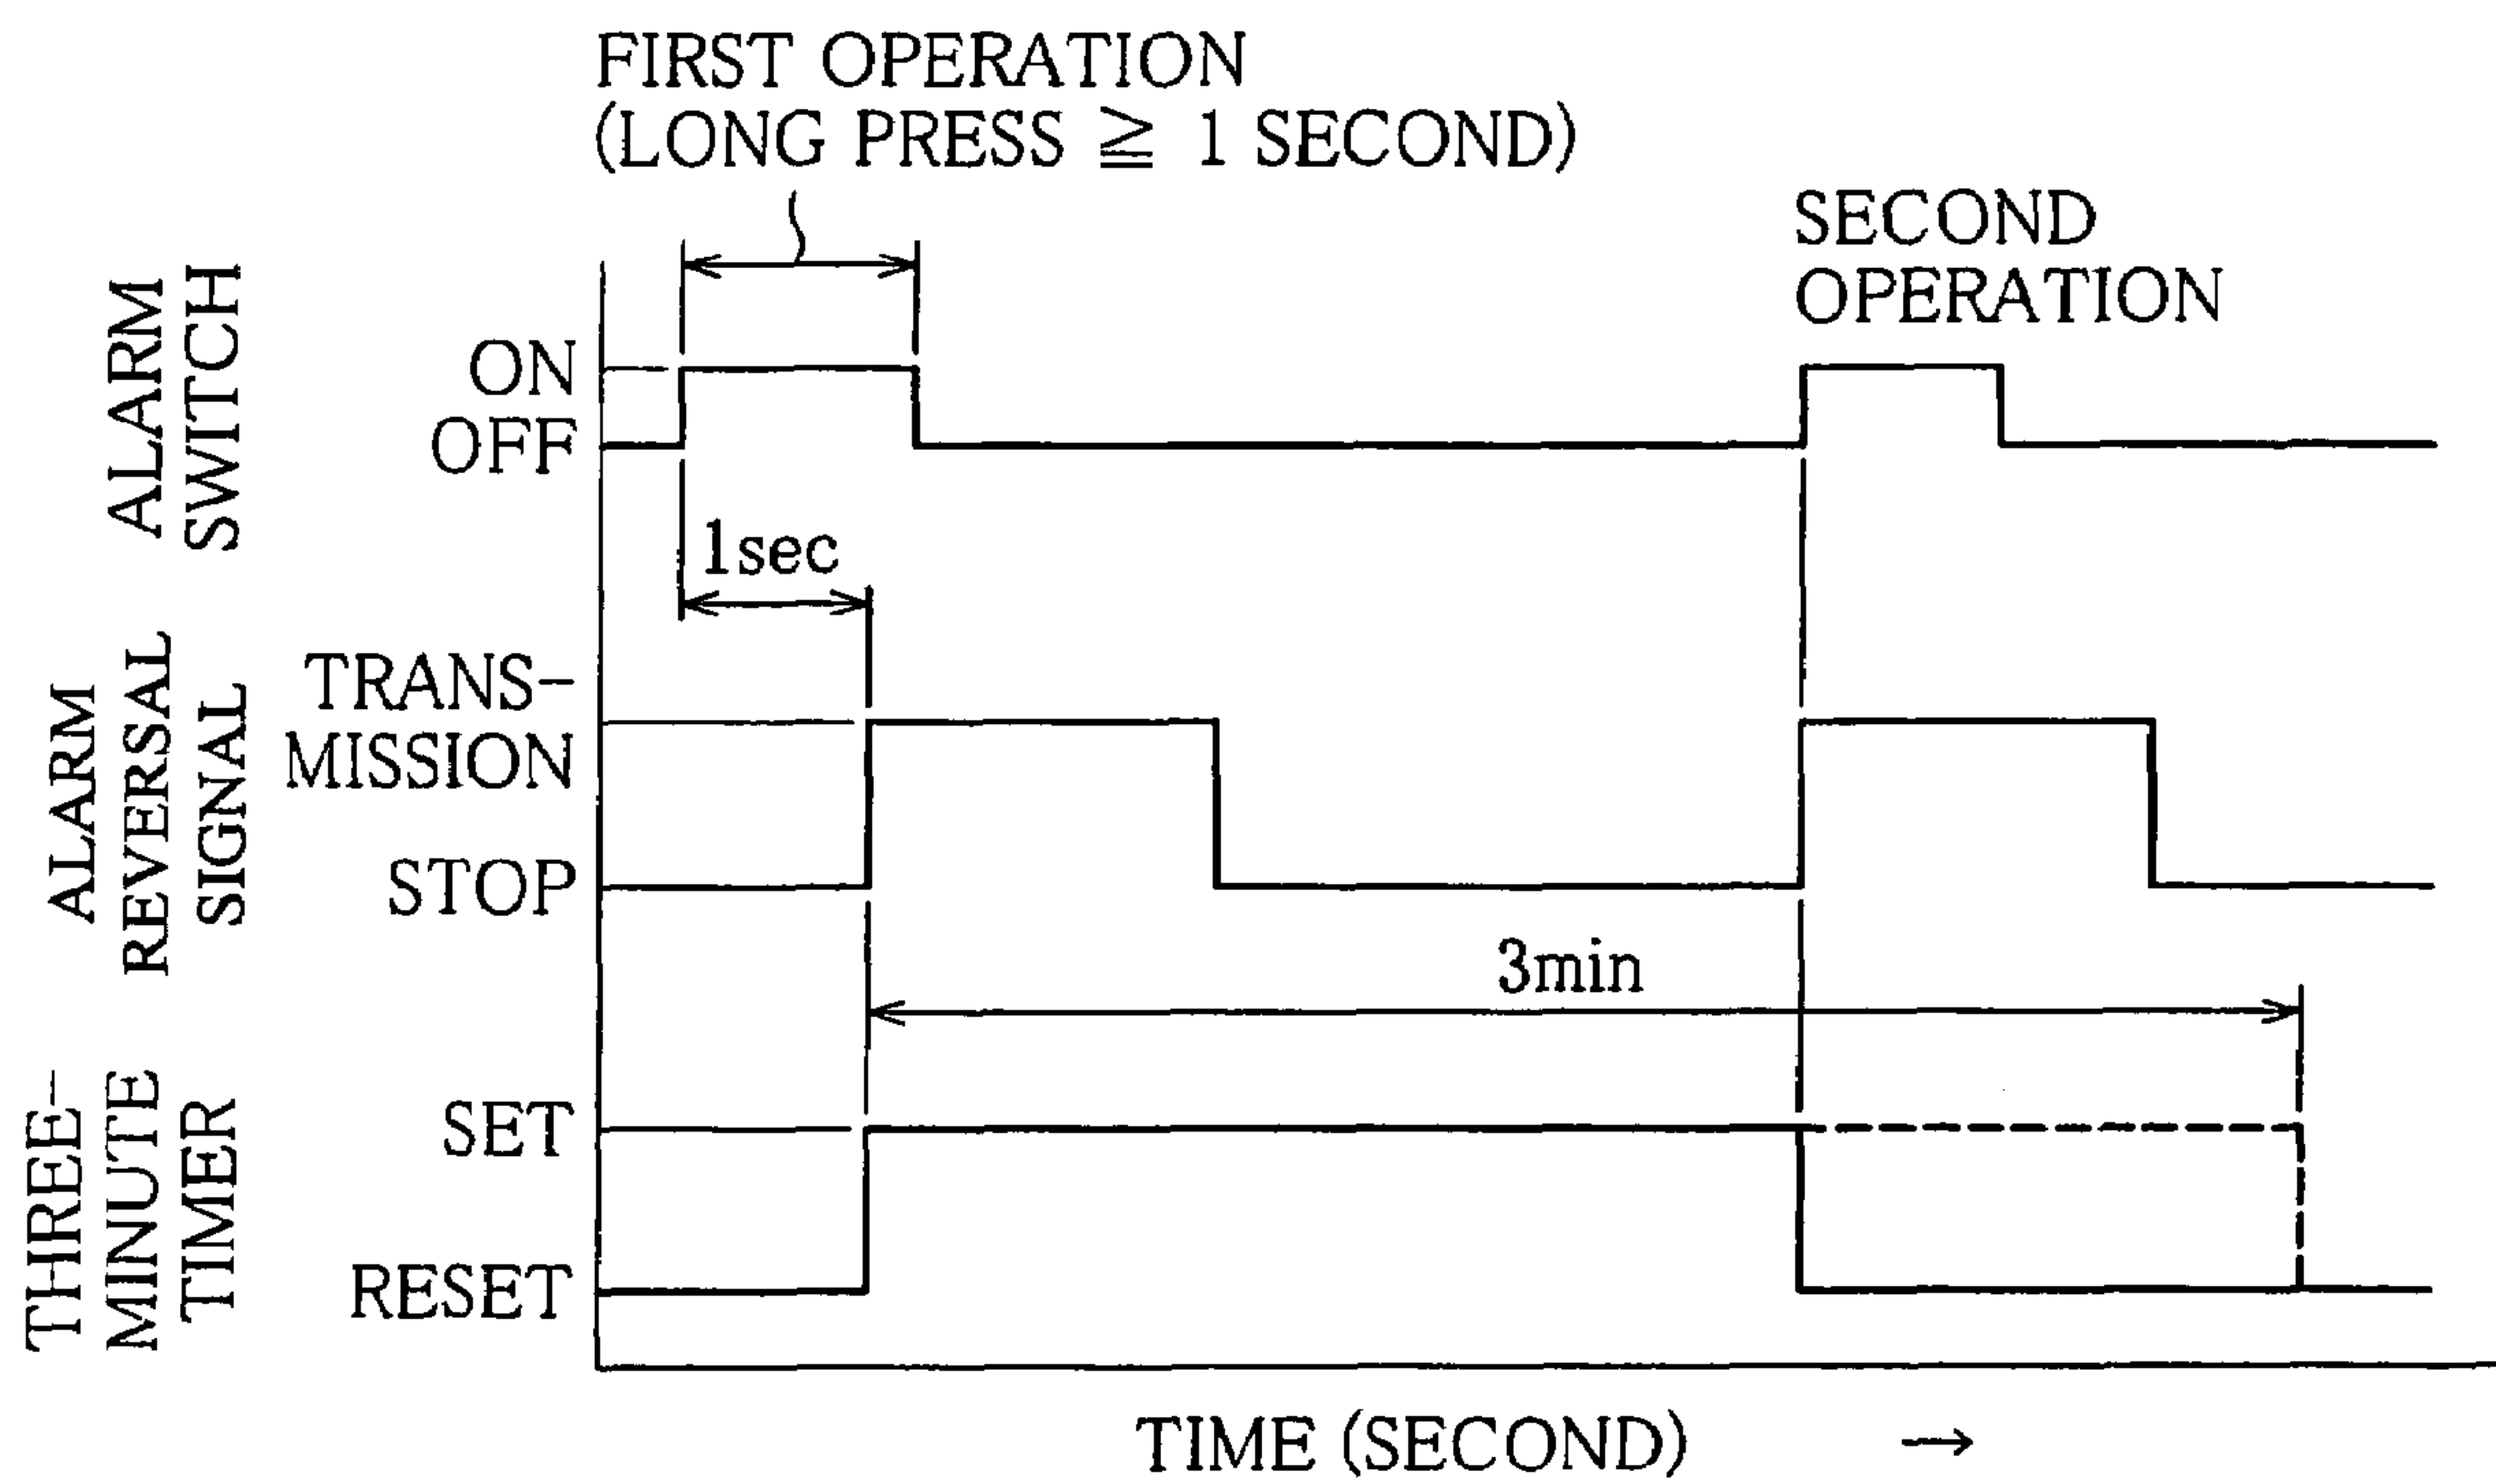 FIRST OPERATION
(LONG PRESS ≧ 1 SECOND)
SECOND
OPERATION
ALARM
SWITCH
ON
OFF
1sec
ALARM
REVERSAL
SIGNAL
TRANS-
MISSION
STOP
3min
THREE-
MINUTE
TIMER
SET
RESET
TIME (SECOND) →